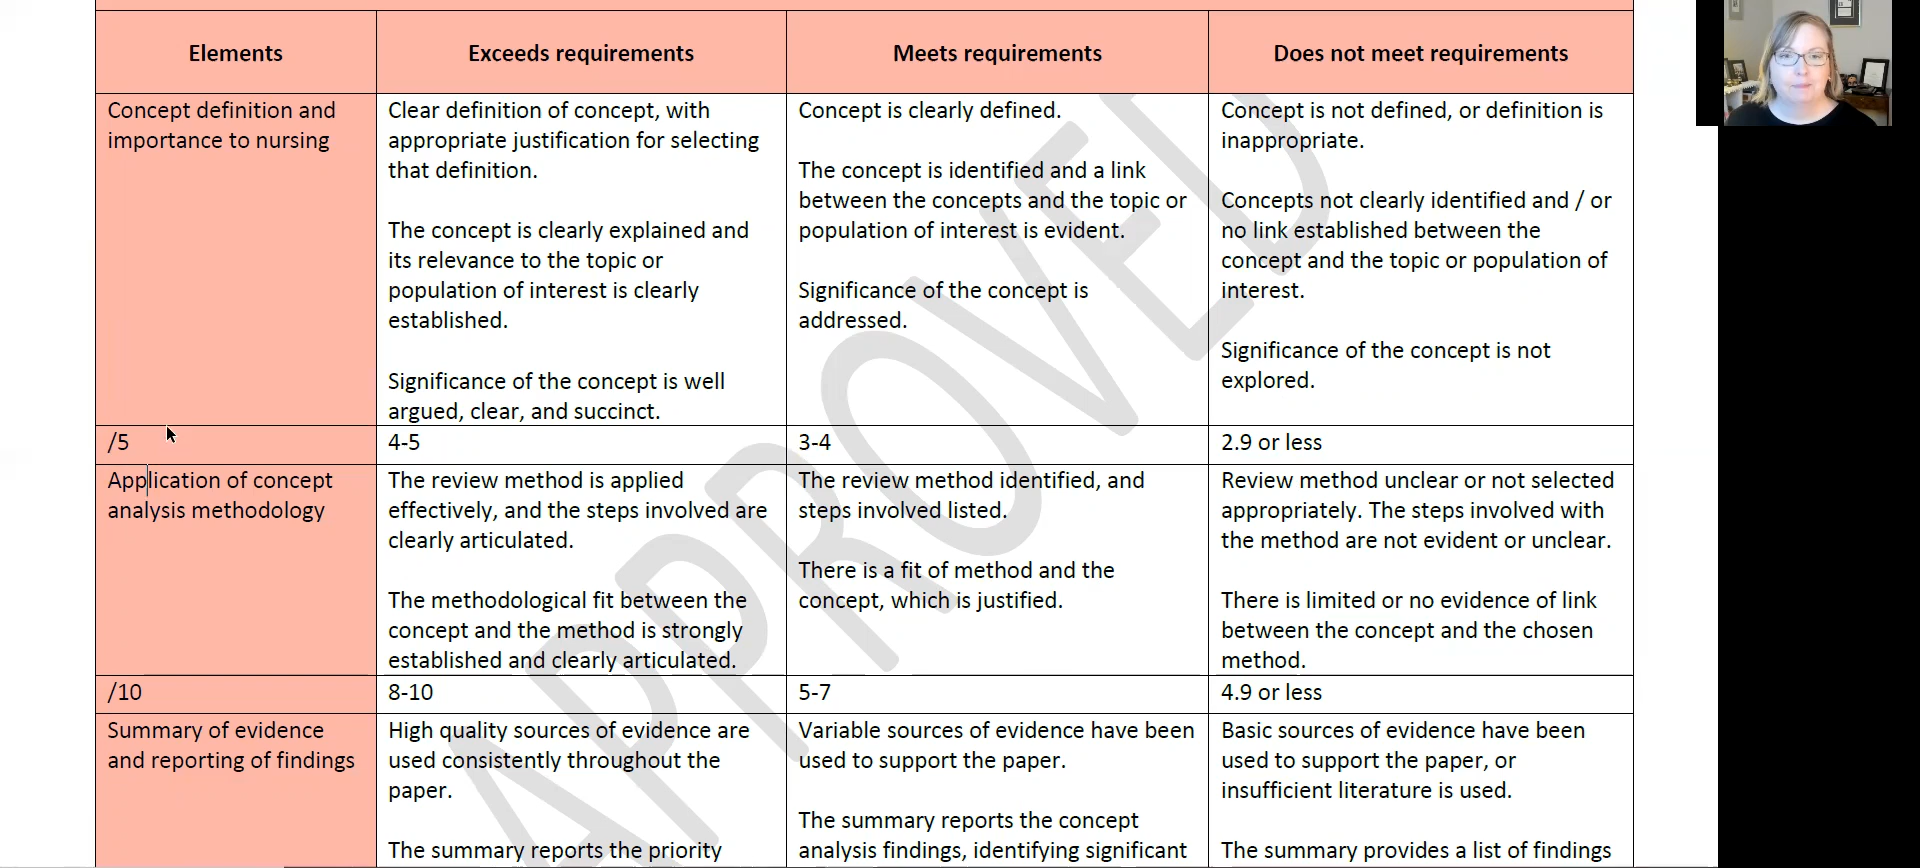 Elements
Exceeds requirements
Meets requirements
Does not meet requirements
Concept definition and
importance to nursing
Clear definition of concept, with
appropriate justification for selecting
that definition.
The concept is clearly explained and
its relevance to the topic or
population of interest is clearly
established.
Significance of the concept is well
argued, clear, and succinct.
Concept is clearly defined.
The concept is identified and a link
between the concepts and the topic or
population of interest is evident.
Significance of the concept is
addressed.
Concept is not defined, or definition is
inappropriate.
Concepts not clearly identified and / or
no link established between the
concept and the topic or population of
interest.
Significance of the concept is not
explored.
/5
4-5
3-4
2.9 or less
Application of concept
analysis methodology
The review method is applied
effectively, and the steps involved are
clearly articulated.
The methodological fit between the
concept and the method is strongly
established and clearly articulated.
The review method identified, and
steps involved listed.
There is a fit of method and the
concept, which is justified.
Review method unclear or not selected
appropriately. The steps involved with
the method are not evident or unclear.
There is limited or no evidence of link
between the concept and the chosen
method.
/10
8-10
5-7
4.9 or less
Summary of evidence
and reporting of findings
High quality sources of evidence are
used consistently throughout the
paper.
The summary reports the priority
Variable sources of evidence have been
used to support the paper.
The summary reports the concept
analysis findings, identifying significant
Basic sources of evidence have been
used to support the paper, or
insufficient literature is used.
The summary provides a list of findings
APPROVED